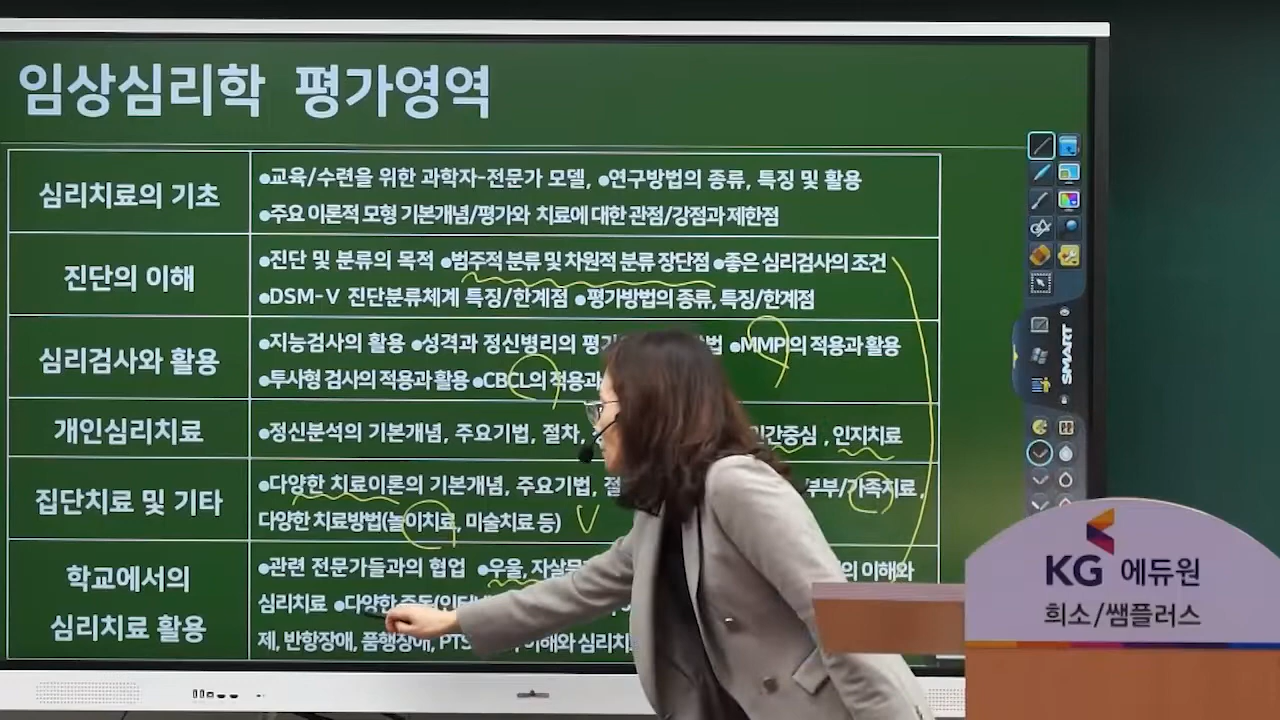 임상심리학 평가영역
심리치료의 기초
●교육/수련을 위한 과학자-전문가 모델, ●연구방법의 종류, 특징 및 활용
●주요 이론적 모형 기본개념/평가와 치료에 대한 관점/강점과 제한점
진단의 이해
●진단 및 분류의 목적 ●범주적 분류 및 차원적 분류 장단점 ●좋은 심리검사의 조건
●DSM-V 진단분류체계 특징/한계점 ●평가방법의 종류, 특징/한계점
심리검사와 활용
●지능검사의 활용 ●성격과 정신병리의 평가 법 ●MMPI의 적용과 활용
●투사형 검사의 적용과 활용 ●CBCL의 적용과
개인심리치료
●정신분석의 기본개념, 주요기법, 절차, 인간중심 , 인지치료
집단치료 및 기타
●다양한 치료이론의 기본개념, 주요기법, 절 /부부/가족치료,
다양한 치료방법(놀이치료, 미술치료 등)
학교에서의
심리치료 활용
●관련 전문가들과의 협업 ●우울, 자살 의 이해와
심리치료 ●다양한
제, 반항장애, 품행장애, PTS 이해와 심리치
SMART
KG 에듀원
희소/쌤플러스